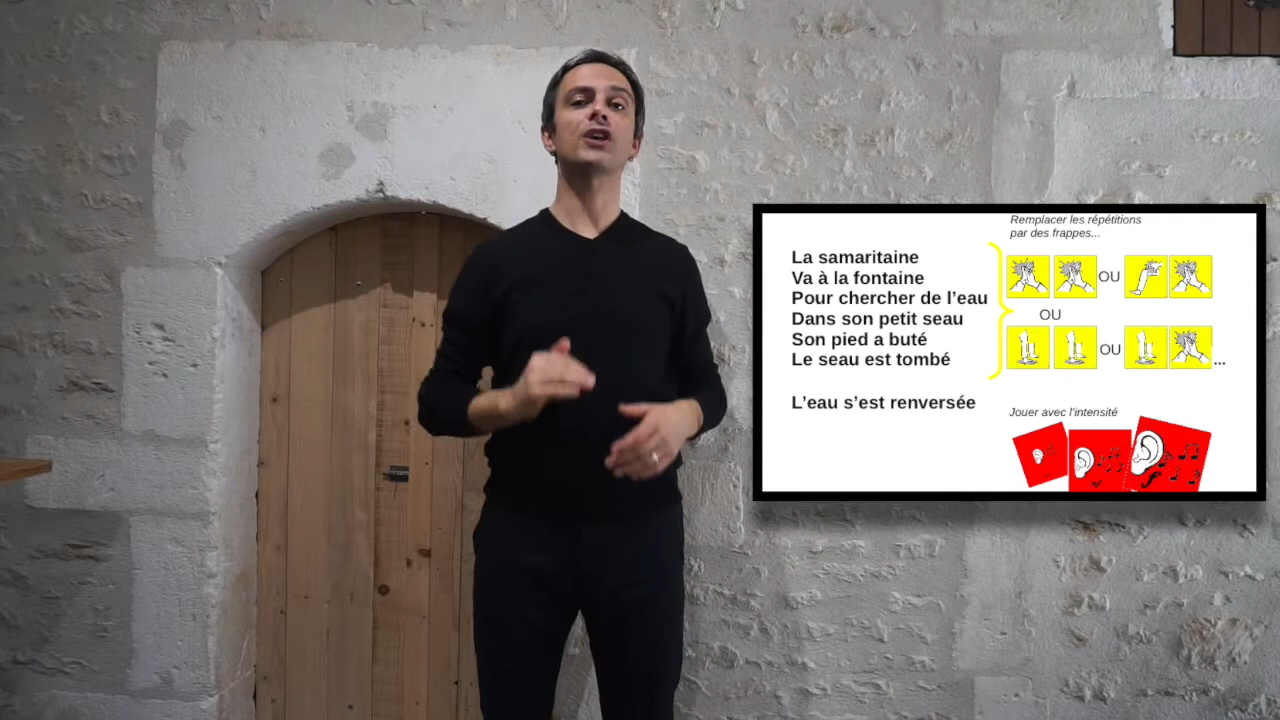 Remplacer les répétitions
par des frappes...
La samaritaine
Va à la fontaine
Pour chercher de l'eau
Dans son petit seau
Son pied a buté
Le seau est tombé
OU
OU
OU
...
L'eau s'est renversée
Jouer avec l'intensité